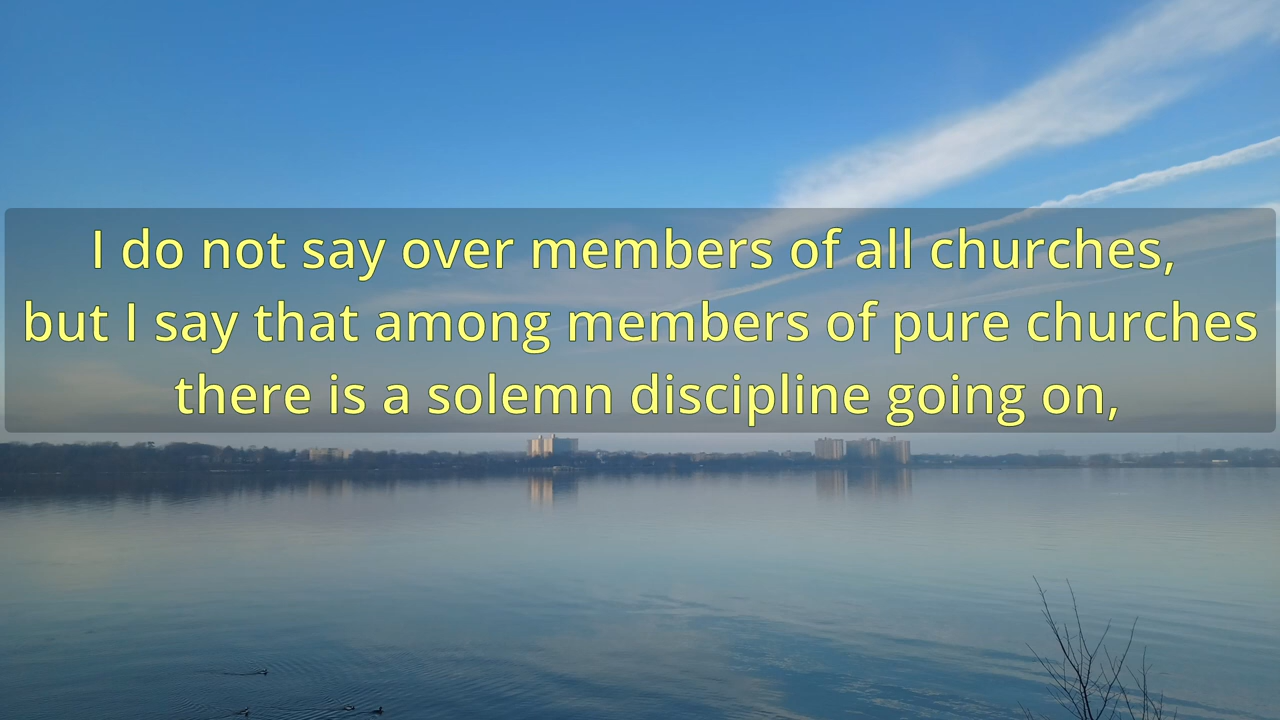 I do not say over members of all churches,
but I say that among members of pure churches
there is a solemn discipline going on,